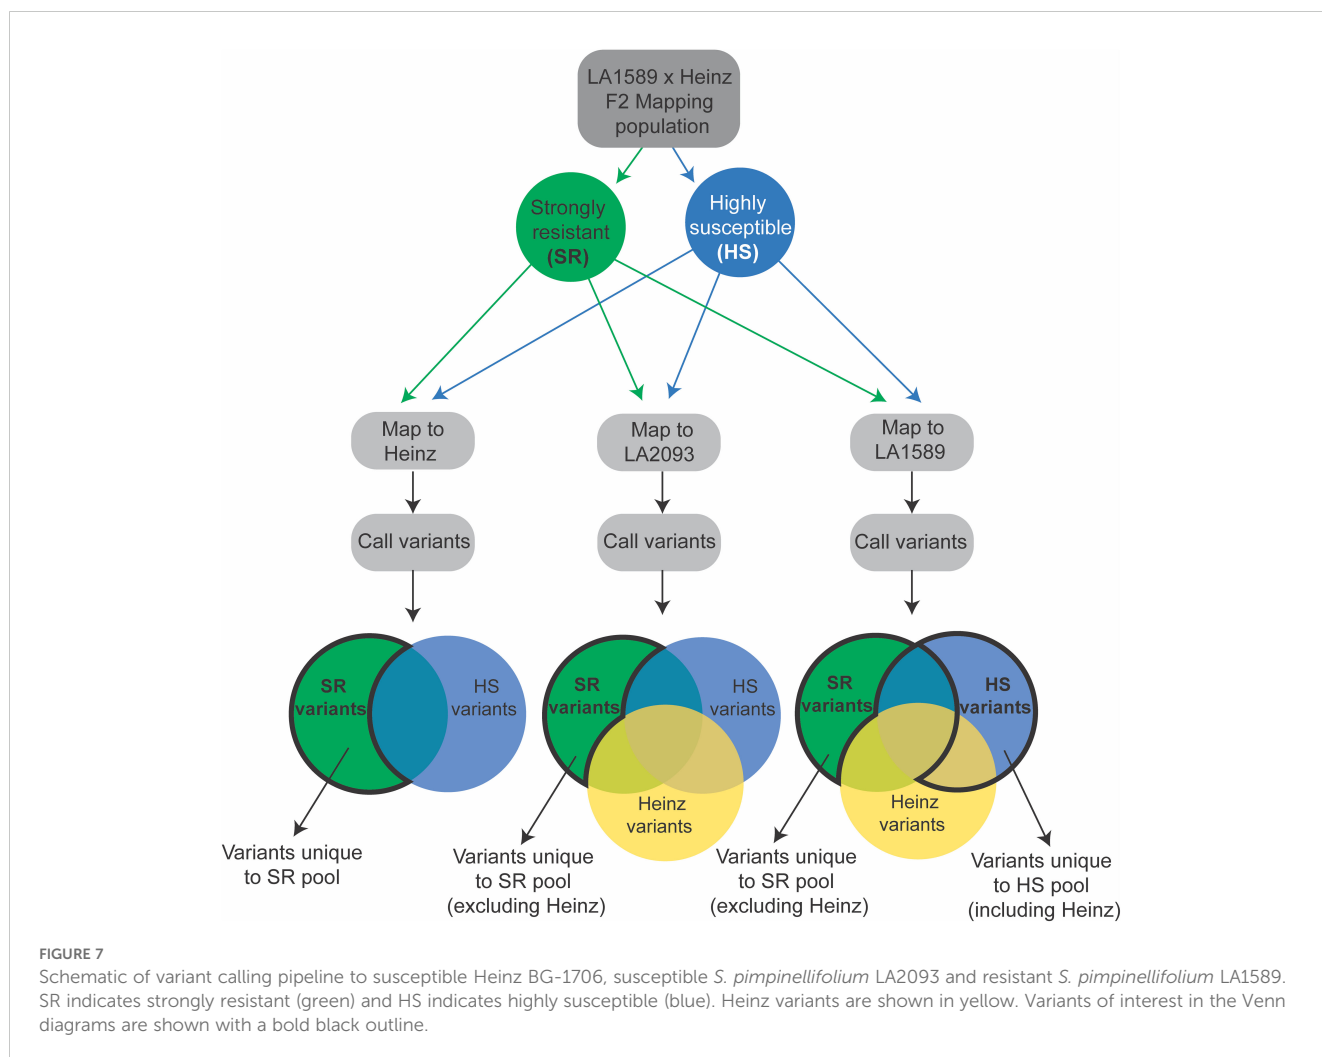 LA1589 x Heinz
F2 Mapping
population
Strongly
resistant
(SR)
Highly
susceptible
(HS)
Map to
Heinz
Map to
LA2093
Map to
LA1589
Call variants
Call variants
Call variants
SR
variants
HS
variants
SR
variants
HS
variants
Heinz
variants
SR
variants
HS
variants
Heinz
variants
Variants unique
to SR pool
Variants unique
to SR pool
(excluding Heinz)
Variants unique
to SR pool
(excluding Heinz)
Variants unique
to HS pool
(including Heinz)
FIGURE 7
Schematic of variant calling pipeline to susceptible Heinz BG-1706, susceptible S. pimpinellifolium LA2093 and resistant S. pimpinellifolium LA1589.
SR indicates strongly resistant (green) and HS indicates highly susceptible (blue). Heinz variants are shown in yellow. Variants of interest in the Venn
diagrams are shown with a bold black outline.